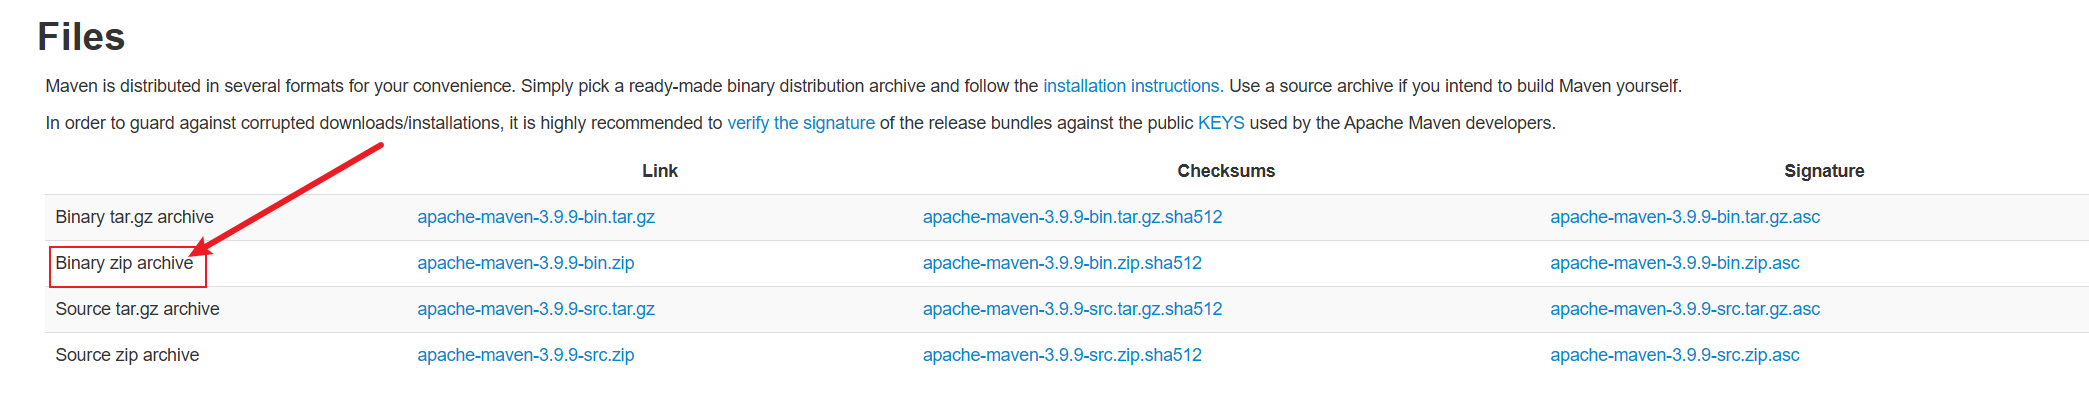 Files
Maven is distributed in several formats for your convenience. Simply pick a ready-made binary distribution archive and follow the installation instructions. Use a source archive if you intend to build Maven yourself.
In order to guard against corrupted downloads/installations, it is highly recommended to verify the signature of the release bundles against the public KEYS used by the Apache Maven developers.
Link Checksums Signature
Binary tar.gz archive apache-maven-3.9.9-bin.tar.gz apache-maven-3.9.9-bin.tar.gz.sha512 apache-maven-3.9.9-bin.tar.gz.asc
Binary zip archive apache-maven-3.9.9-bin.zip apache-maven-3.9.9-bin.zip.sha512 apache-maven-3.9.9-bin.zip.asc
Source tar.gz archive apache-maven-3.9.9-src.tar.gz apache-maven-3.9.9-src.tar.gz.sha512 apache-maven-3.9.9-src.tar.gz.asc
Source zip archive apache-maven-3.9.9-src.zip apache-maven-3.9.9-src.zip.sha512 apache-maven-3.9.9-src.zip.asc